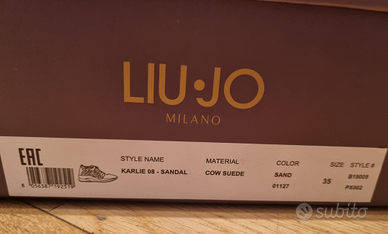 LIU·JO
MILANO
EAC
STYLE NAME MATERIAL COLOR SIZE STYLE #
KARLIE 08 - SANDAL COW SUEDE SAND 35 B19005
01127 PX002
subito